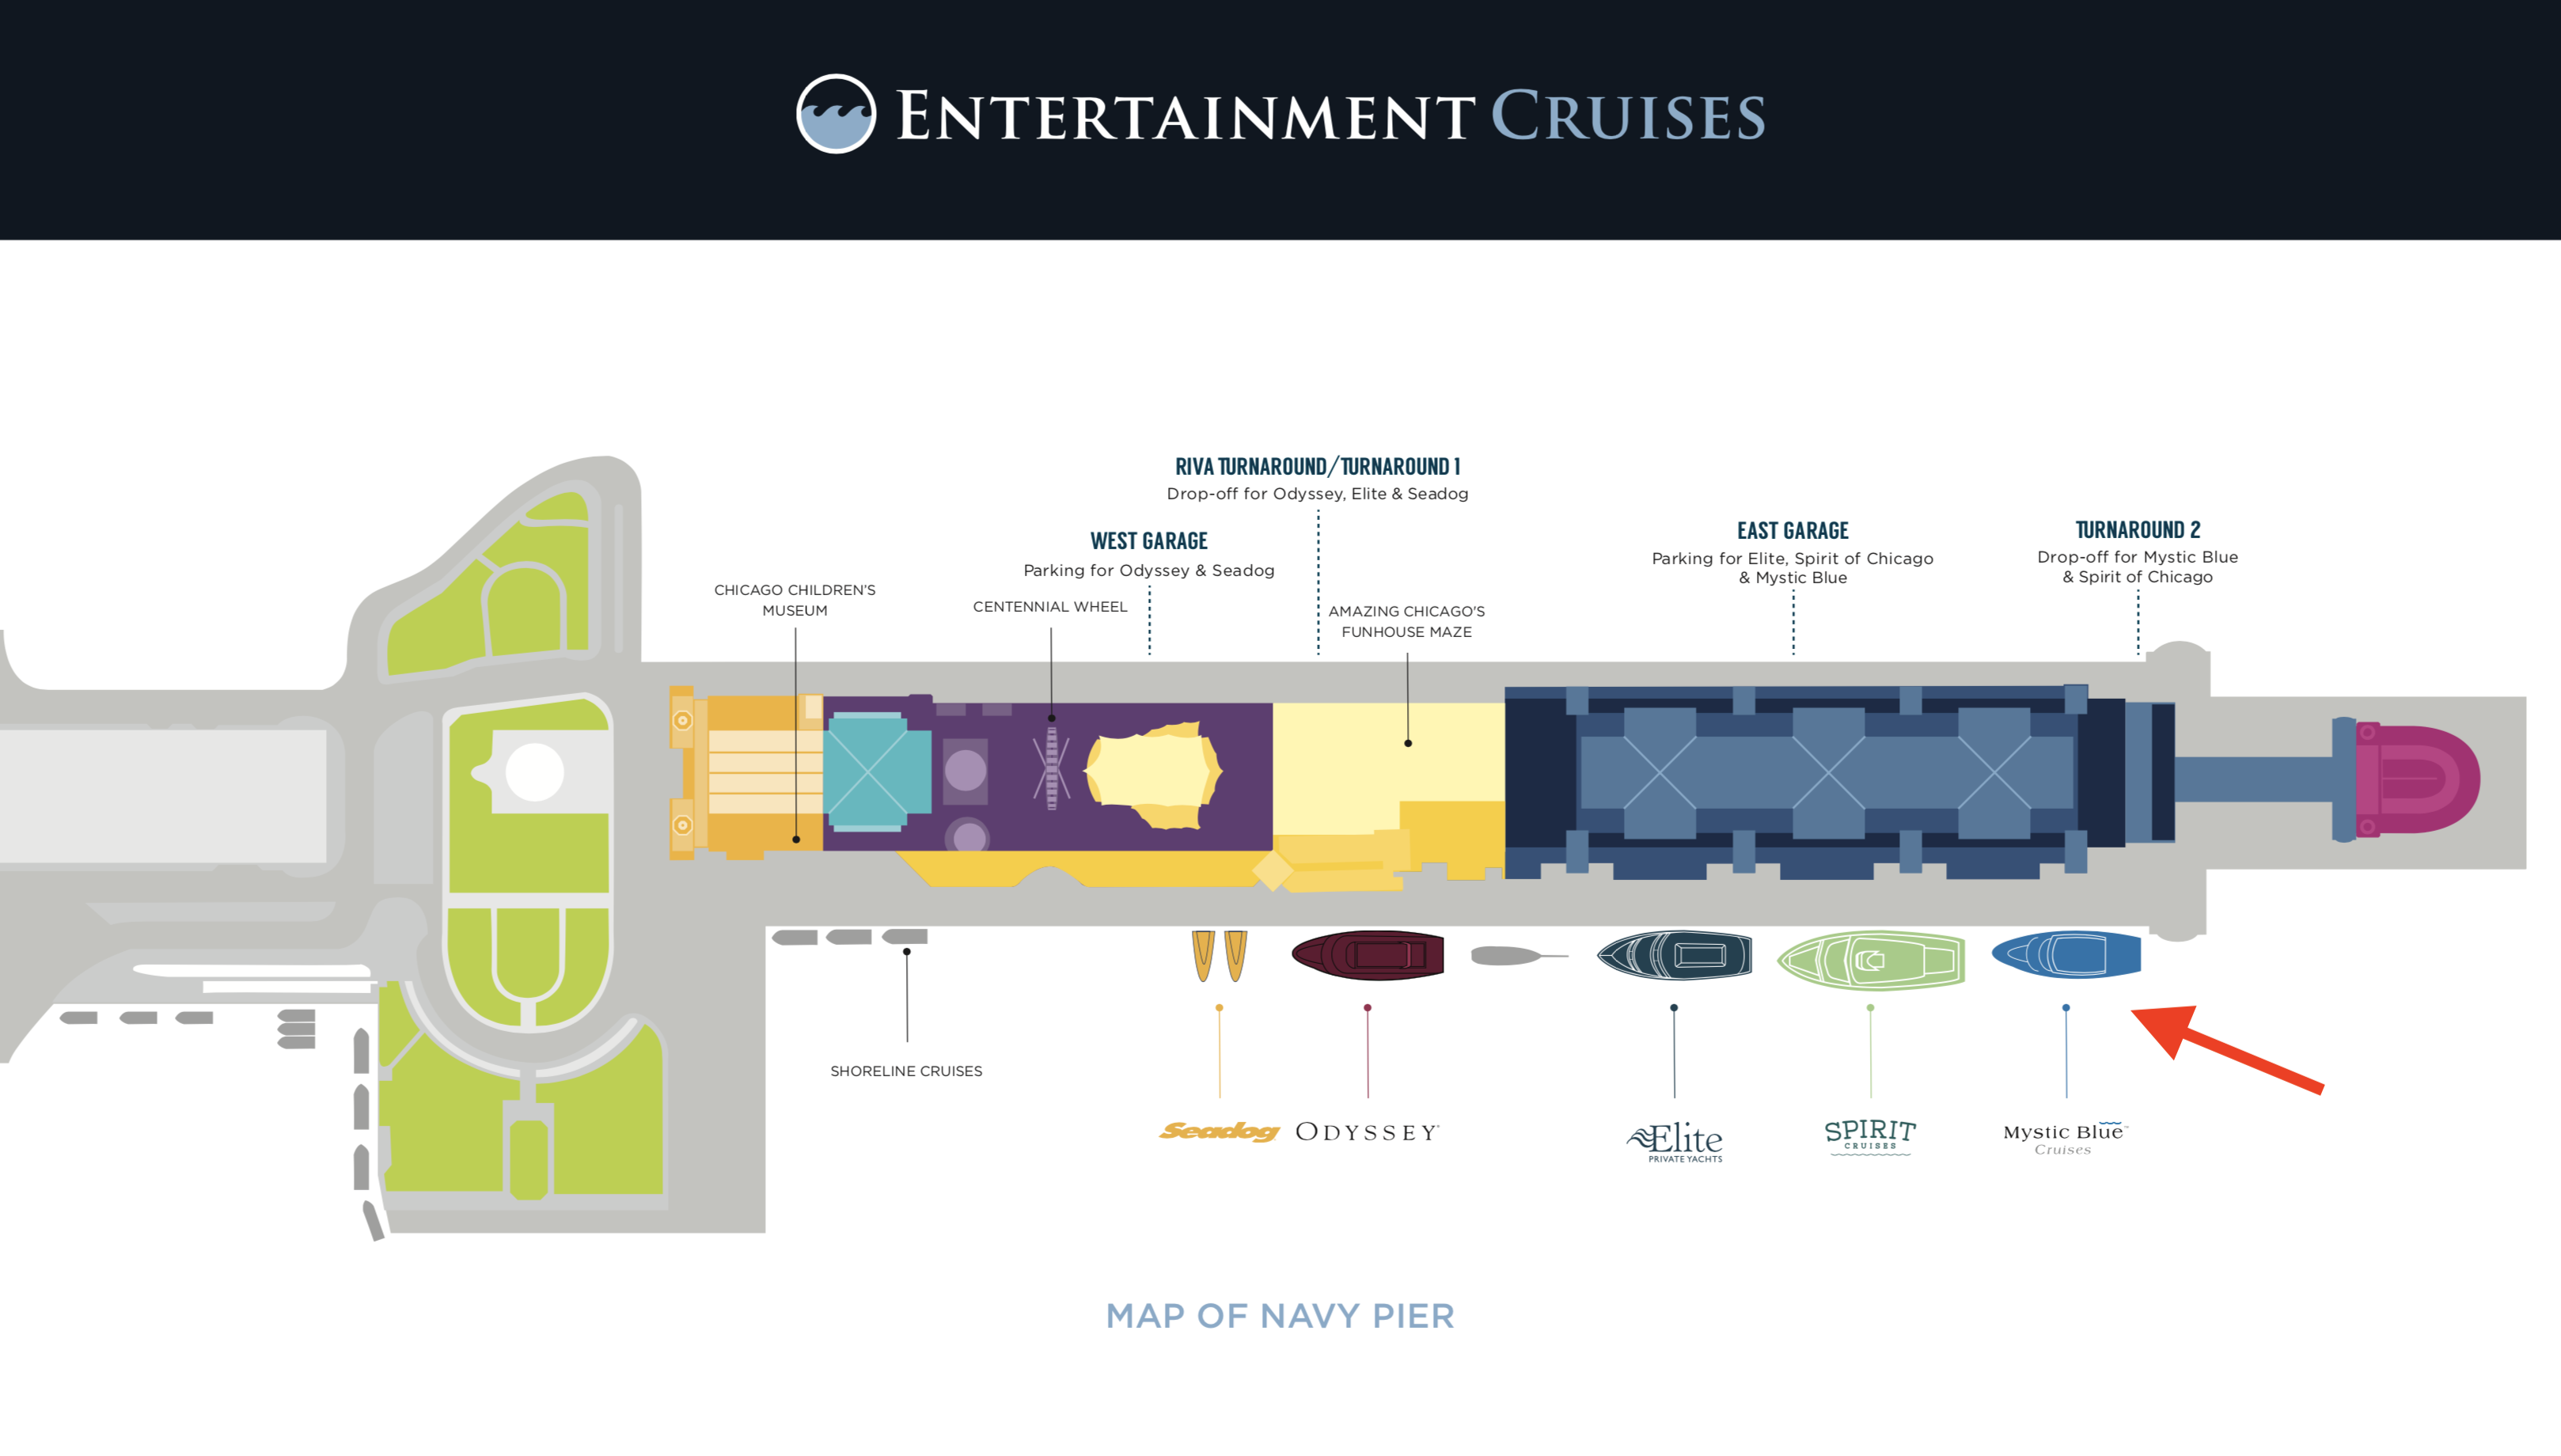 ENTERTAINMENT CRUISES
RIVA TURNAROUND/TURNAROUND 1
Drop-off for Odyssey, Elite & Seadog
WEST GARAGE
Parking for Odyssey & Seadog
EAST GARAGE
Parking for Elite, Spirit of Chicago
& Mystic Blue
TURNAROUND 2
Drop-off for Mystic Blue
& Spirit of Chicago
CHICAGO CHILDREN'S
MUSEUM
CENTENNIAL WHEEL
AMAZING CHICAGO'S
FUNHOUSE MAZE
SHORELINE CRUISES
Seadog
ODYSSEY
Elite
PRIVATE YACHTS
SPIRIT
CRUISES
Mystic Blue™
Cruises
MAP OF NAVY PIER